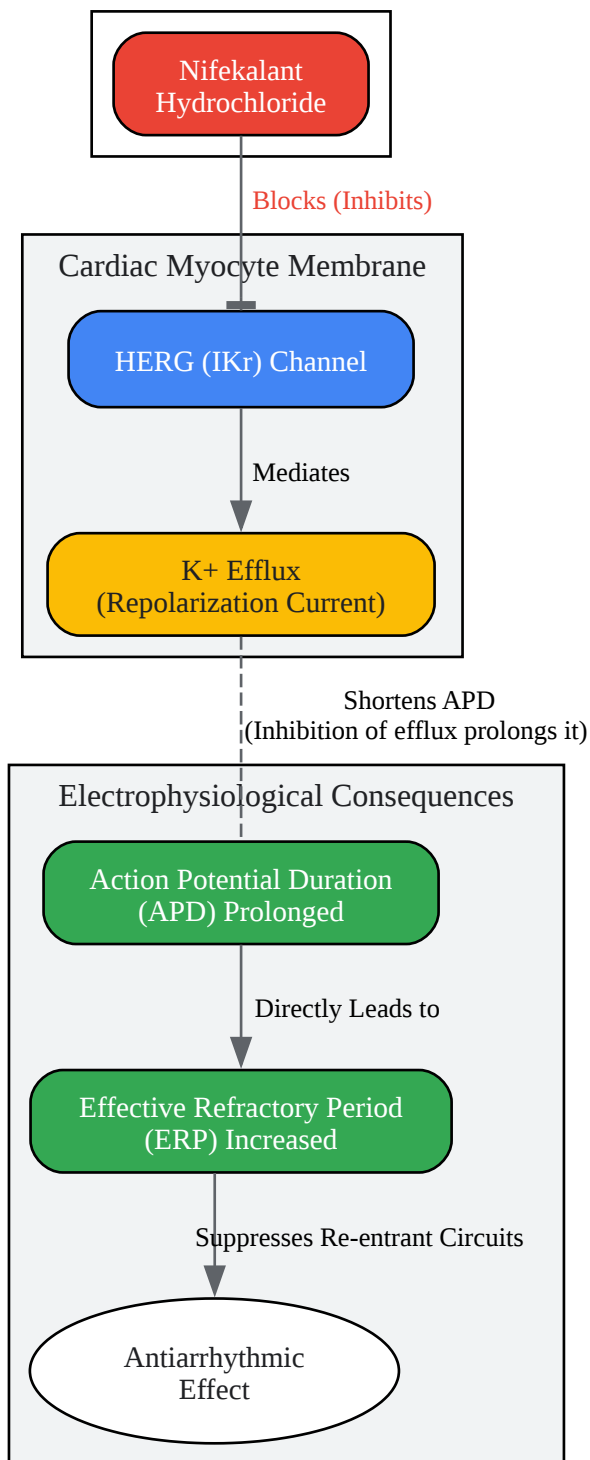 Nifekalant
Hydrochloride
Blocks (Inhibits)
Cardiac Myocyte Membrane
HERG (IKr) Channel
Mediates
K+ Efflux
(Repolarization Current)
Shortens APD
(Inhibition of efflux prolongs it)
Electrophysiological Consequences
Action Potential Duration
(APD) Prolonged
Directly Leads to
Effective Refractory Period
(ERP) Increased
Suppresses Re-entrant Circuits
Antiarrhythmic
Effect